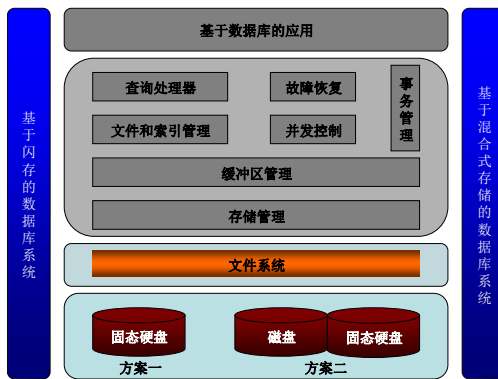 基于闪存的数据库系统
基于数据库的应用
查询处理器
故障恢复
事务管理
文件和索引管理
并发控制
缓冲区管理
存储管理
文件系统
固态硬盘
磁盘
固态硬盘
方案一
方案二
基于混合式存储的数据库系统